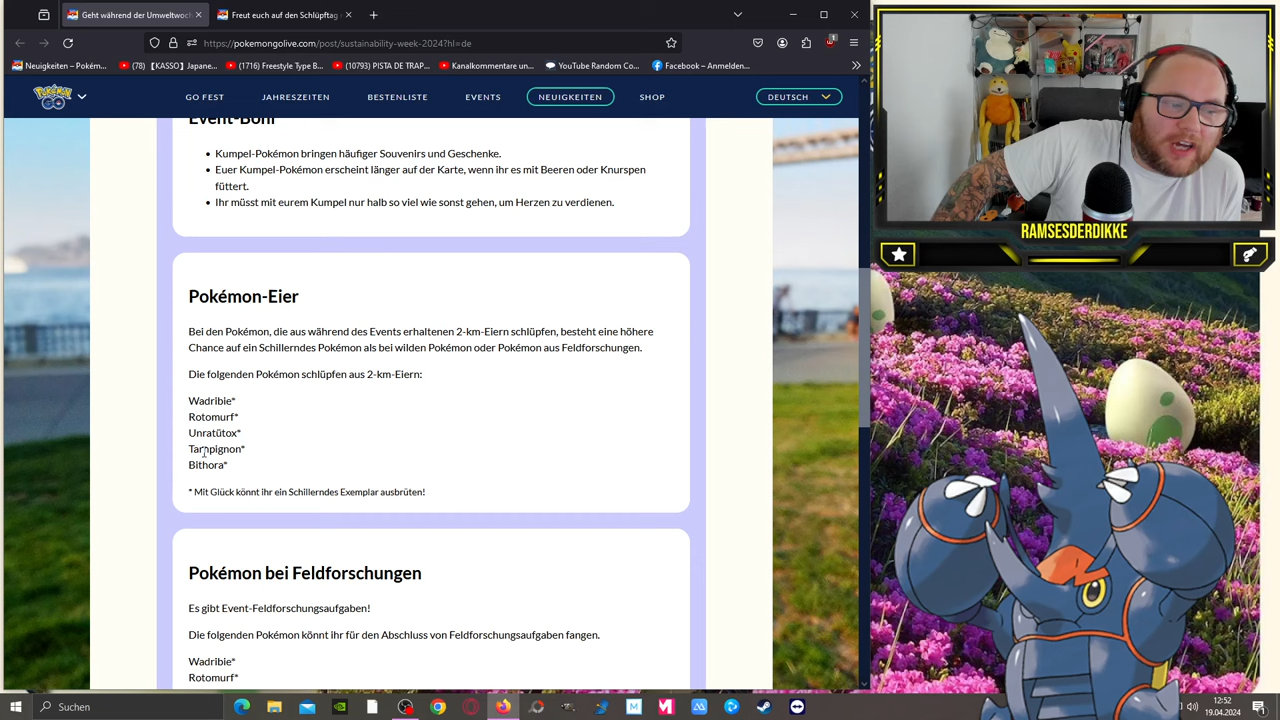 Geht während der Umweltwoch
Freut euch auf den Schlüpftag
https://pokemongolive.com/post/sustainability-week-2024?hl=de
1
Neuigkeiten – Pokém...
(78) 【KASSO】Japane...
(1716) Freestyle Type B...
Kanalkommentare un...
YouTube Random Co...
Facebook – Anmelden...
POKÉMON GO
GO FEST
JAHRESZEITEN
BESTENLISTE
EVENTS
NEUIGKEITEN
SHOP
DEUTSCH
Event-Boni
• Kumpel-Pokémon bringen häufiger Souvenirs und Geschenke.
• Euer Kumpel-Pokémon erscheint länger auf der Karte, wenn ihr es mit Beeren oder Knurspen
füttert.
• Ihr müsst mit eurem Kumpel nur halb so viel wie sonst gehen, um Herzen zu verdienen.
Pokémon-Eier
Bei den Pokémon, die aus während des Events erhaltenen 2-km-Eiern schlüpfen, besteht eine höhere
Chance auf ein Schillerndes Pokémon als bei wilden Pokémon oder Pokémon aus Feldforschungen.
Die folgenden Pokémon schlüpfen aus 2-km-Eiern:
Wadribie*
Rotomurf*
Unratütox*
Tarnpignon*
Bithora*
* Mit Glück könnt ihr ein Schillerndes Exemplar ausbrüten!
Pokémon bei Feldforschungen
Es gibt Event-Feldforschungsaufgaben!
Die folgenden Pokémon könnt ihr für den Abschluss von Feldforschungsaufgaben fangen.
Wadribie*
Rotomurf*
RAMSESDERDIKKE
Suchen
12:52
19.04.2024
1